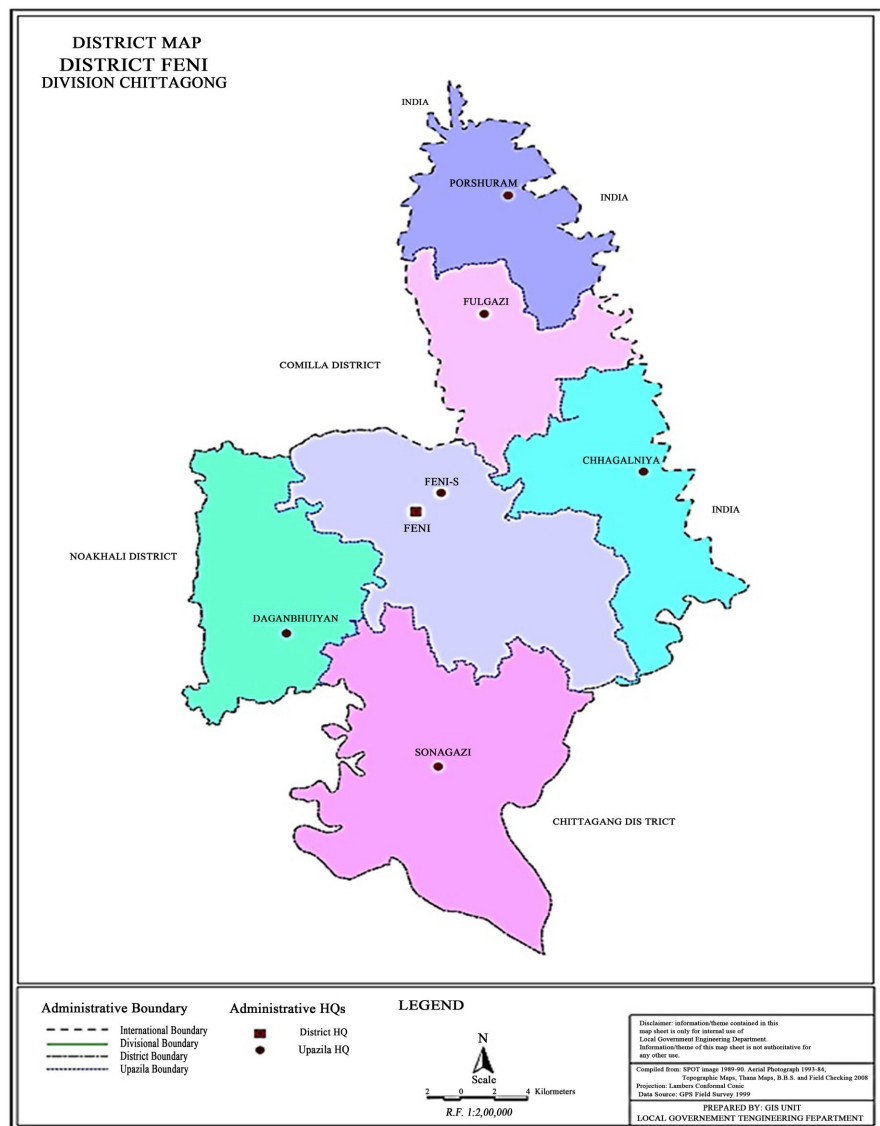 DISTRICT MAP
DISTRICT FENI
DIVISION CHITTAGONG
INDIA
PORSHURAM
INDIA
FULGAZI
COMILLA DISTRICT
CHHAGALNIYA
FENI-S
INDIA
FENI
NOAKHALI DISTRICT
DAGANBHUIYAN
SONAGAZI
CHITTAGANG DIS TRICT
Administrative Boundary
International Boundary
Divisional Boundary
District Boundary
Upazila Boundary
Administrative HQs
District HQ
Upazila HQ
LEGEND
N
Scale
2 0 2 4 Kilormeters
R.F. 1:2,00,000
Disclaimer: information/theme contained in this
map sheet is only for internal use of
Local Government Engineering Department.
Information/theme of this map sheet is not authoritative for
any other use.
Compiled from: SPOT image 1989-90. Aerial Photograph 1993-84,
Topographic Maps, Thana Maps, B.B.S. and Field Checking 2008
Projection: Lambers Conformal Conic
Data Source: GPS Field Survey 1999
PREPARED BY: GIS UNIT
LOCAL GOVERNEMENT TENGINEERING FEPARTMENT